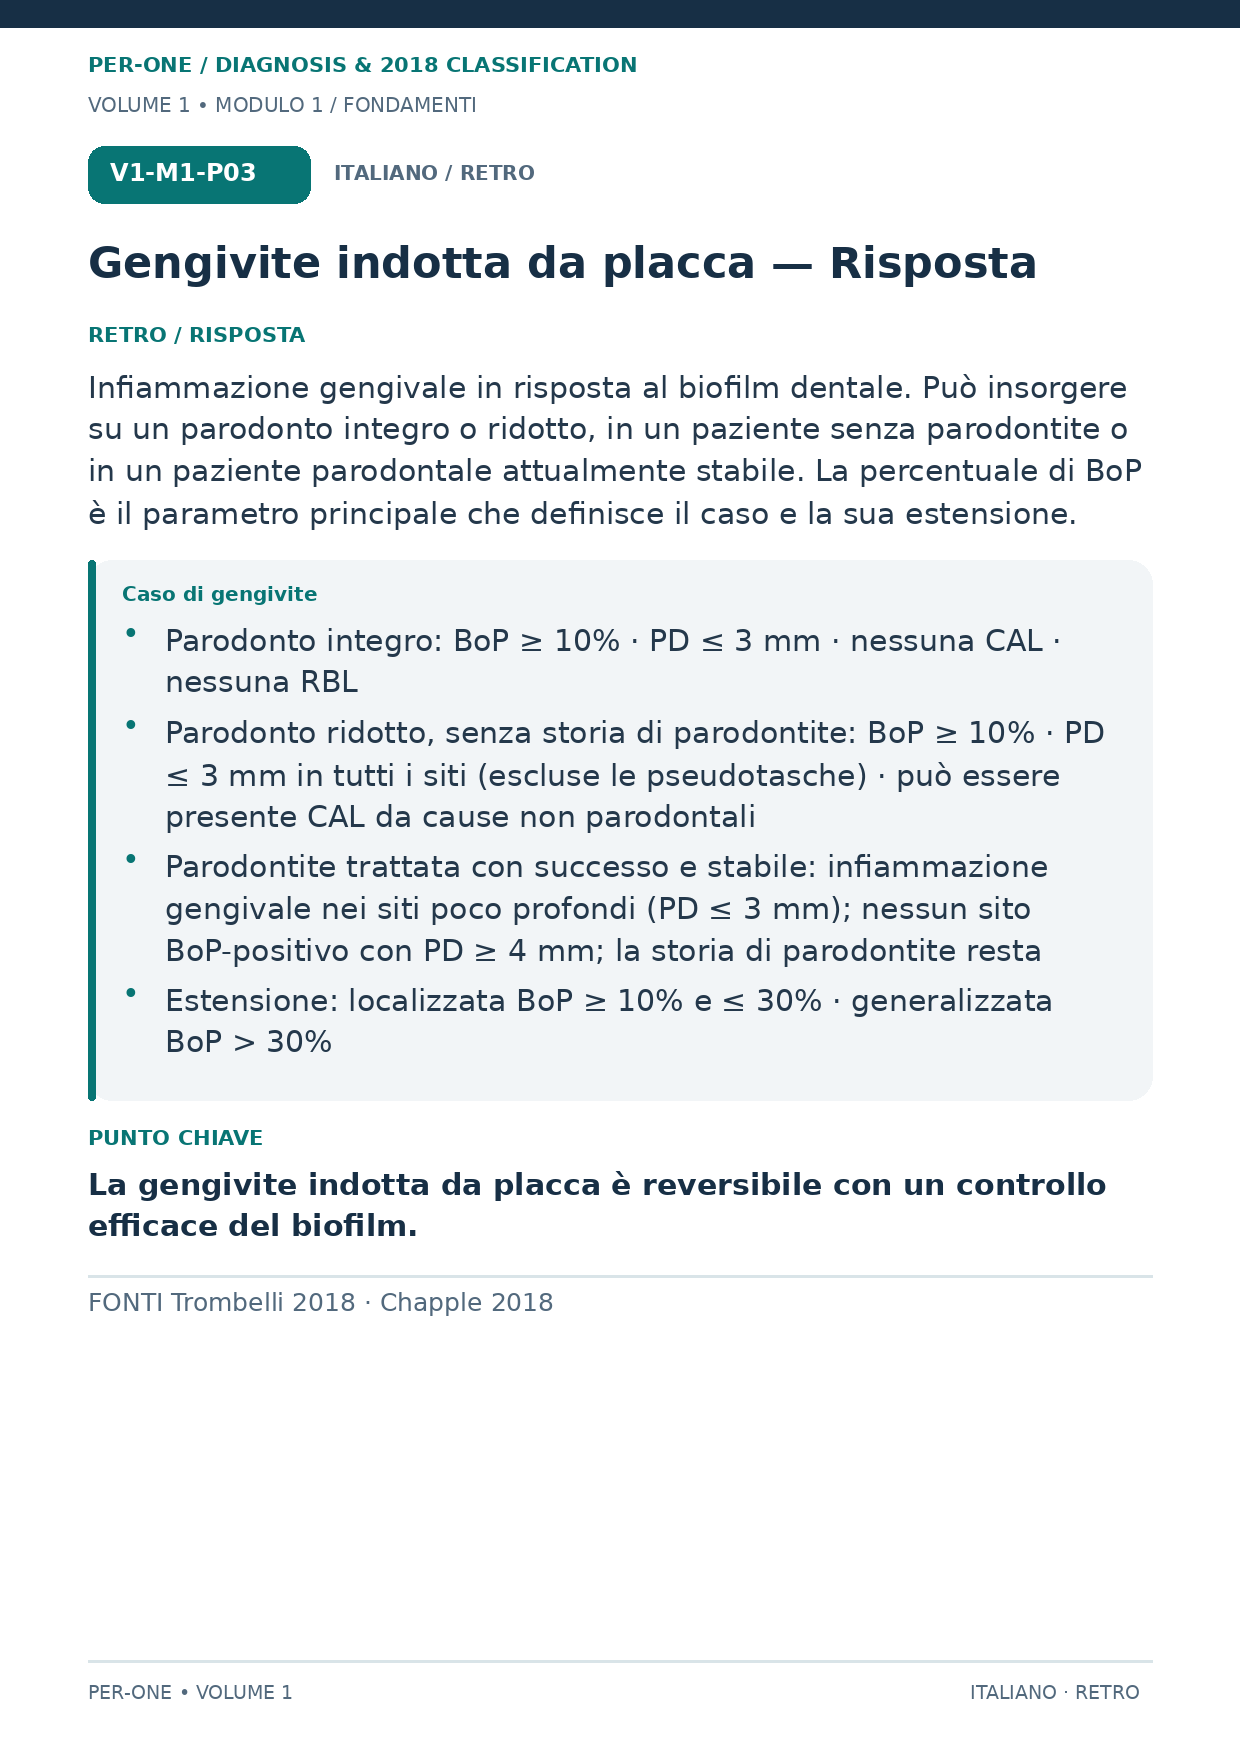 PER-ONE / DIAGNOSIS & 2018 CLASSIFICATION
VOLUME 1 • MODULO 1 / FONDAMENTI
V1-M1-P03
ITALIANO / RETRO
Gengivite indotta da placca — Risposta
RETRO / RISPOSTA
Infiammazione gengivale in risposta al biofilm dentale. Può insorgere
su un parodonto integro o ridotto, in un paziente senza parodontite o
in un paziente parodontale attualmente stabile. La percentuale di BoP
è il parametro principale che definisce il caso e la sua estensione.
Caso di gengivite
• Parodonto integro: BoP ≥ 10% · PD ≤ 3 mm · nessuna CAL ·
nessuna RBL
• Parodonto ridotto, senza storia di parodontite: BoP ≥ 10% · PD
≤ 3 mm in tutti i siti (escluse le pseudotasche) · può essere
presente CAL da cause non parodontali
• Parodontite trattata con successo e stabile: infiammazione
gengivale nei siti poco profondi (PD ≤ 3 mm); nessun sito
BoP-positivo con PD ≥ 4 mm; la storia di parodontite resta
• Estensione: localizzata BoP ≥ 10% e ≤ 30% · generalizzata
BoP > 30%
PUNTO CHIAVE
La gengivite indotta da placca è reversibile con un controllo
efficace del biofilm.
FONTI Trombelli 2018 · Chapple 2018
PER-ONE • VOLUME 1
ITALIANO · RETRO